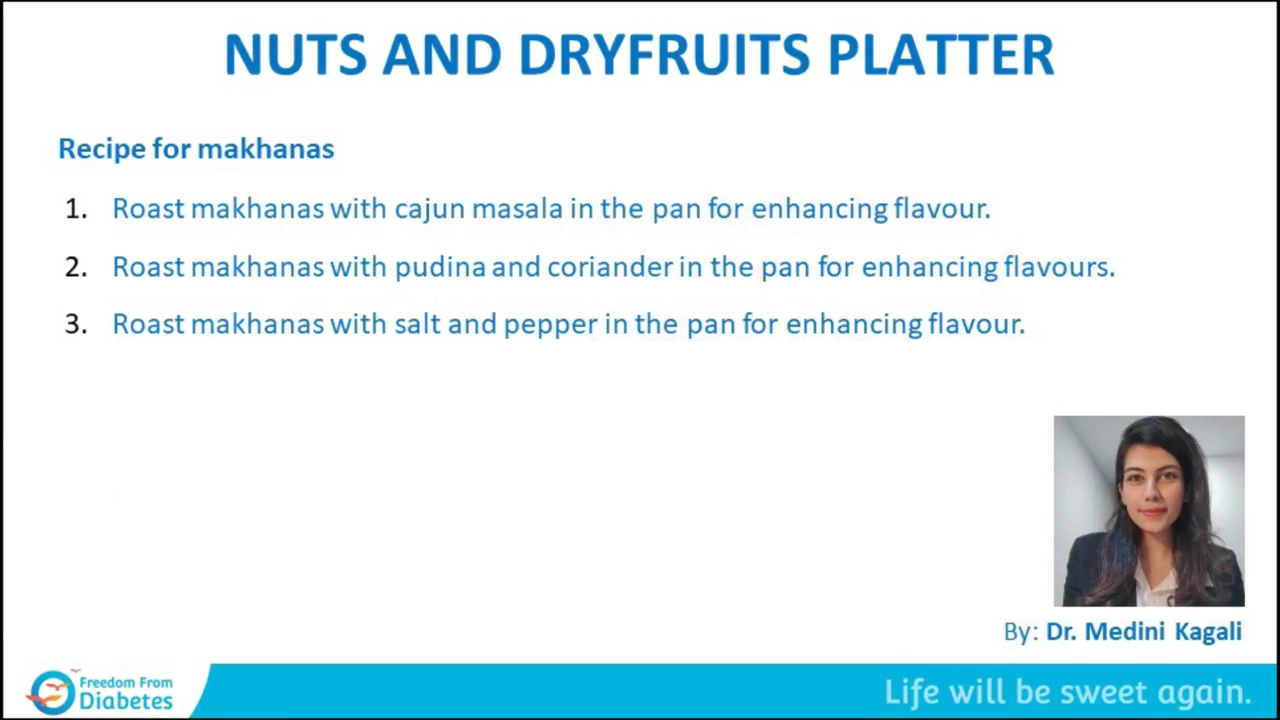 NUTS AND DRYFRUITS PLATTER
Recipe for makhanas
1. Roast makhanas with cajun masala in the pan for enhancing flavour.
2. Roast makhanas with pudina and coriander in the pan for enhancing flavours.
3. Roast makhanas with salt and pepper in the pan for enhancing flavour.
By: Dr. Medini Kagali
Freedom From
Diabetes
Life will be sweet again.